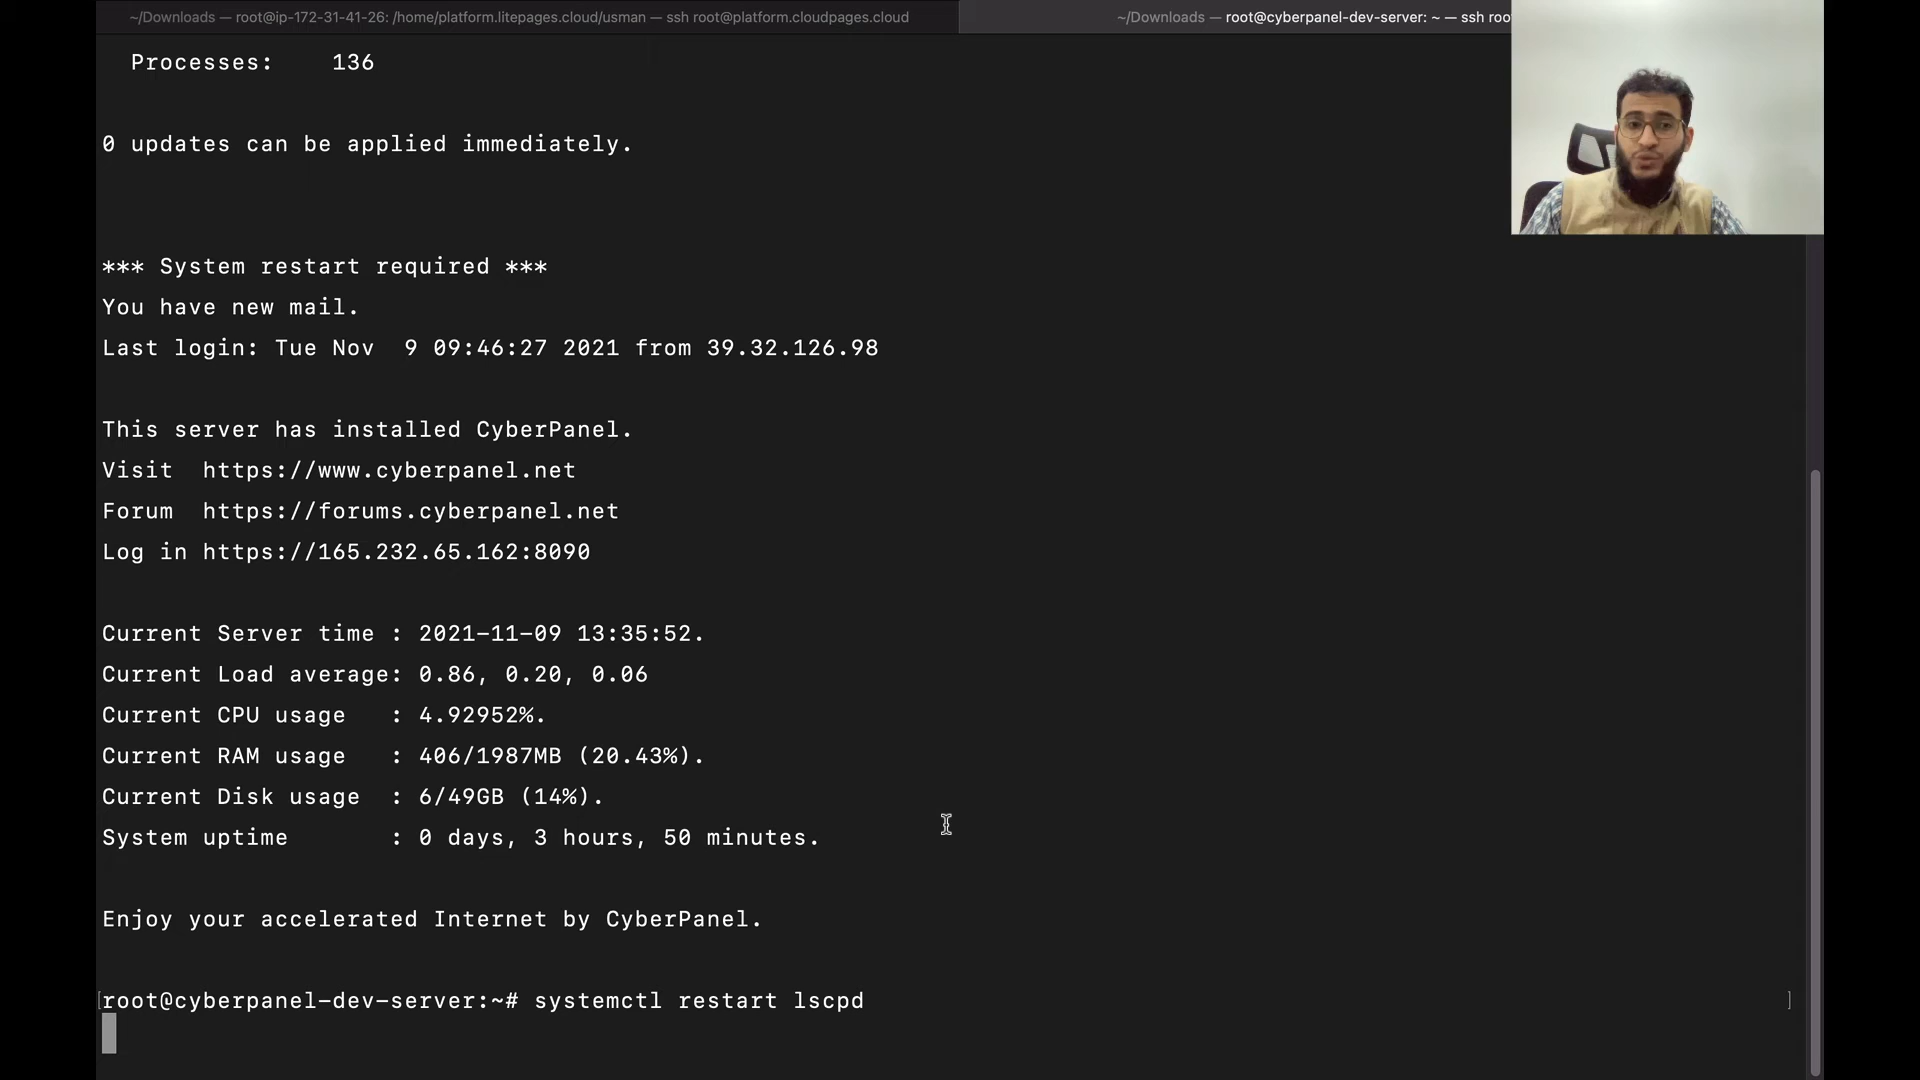 ~/Downloads — root@ip-172-31-41-26: /home/platform.litepages.cloud/usman — ssh root@platform.cloudpages.cloud
~/Downloads — root@cyberpanel-dev-server: ~ — ssh roo
Processes: 136
0 updates can be applied immediately.
*** System restart required ***
You have new mail.
Last login: Tue Nov  9 09:46:27 2021 from 39.32.126.98
This server has installed CyberPanel.
Visit  https://www.cyberpanel.net
Forum  https://forums.cyberpanel.net
Log in https://165.232.65.162:8090
Current Server time : 2021-11-09 13:35:52.
Current Load average: 0.86, 0.20, 0.06
Current CPU usage   : 4.92952%.
Current RAM usage   : 406/1987MB (20.43%).
Current Disk usage  : 6/49GB (14%).
System uptime       : 0 days, 3 hours, 50 minutes.
Enjoy your accelerated Internet by CyberPanel.
[root@cyberpanel-dev-server:~# systemctl restart lscpd ]